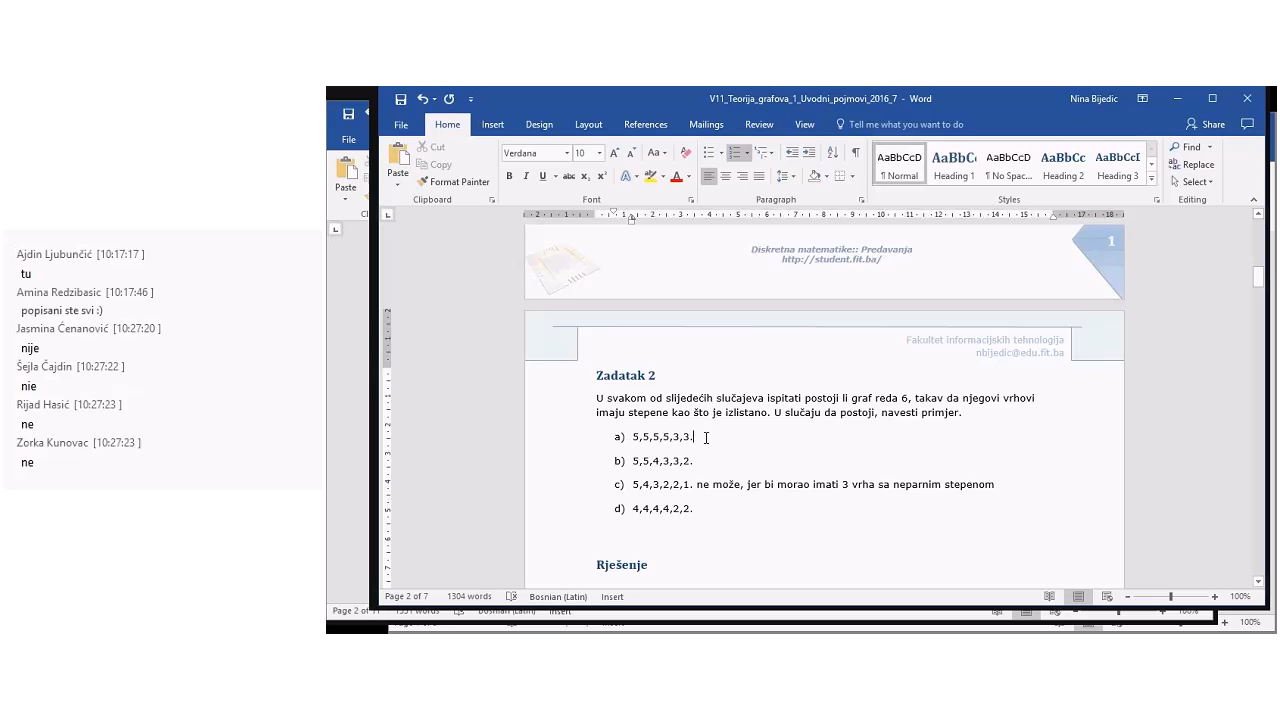 Ajdin Ljubunčić [10:17:17 ]
tu
Amina Redzibasic [10:17:46 ]
popisani ste svi :)
Jasmina Ćenanović [10:27:20 ]
nije
Šejla Čajdin [10:27:22 ]
nie
Rijad Hasić [10:27:23 ]
ne
Zorka Kunovac [10:27:23 ]
ne
V11_Teorija_grafova_1_Uvodni_pojmovi_2016_7 - Word
Nina Bijedic
File Home Insert Design Layout References Mailings Review View Tell me what you want to do Share
File
Paste
Cut
Copy
Format Painter
Clipboard
Verdana 10
Font
Paragraph
AaBbCcD AaBbC AaBbCcD AaBbCc AaBbCcI
¶ Normal Heading 1 ¶ No Spac... Heading 2 Heading 3
Styles
Find
Replace
Select
Editing
Paste
Diskretna matematike:: Predavanja
http://student.fit.ba/
1
Fakultet informacijskih tehnologija
nbijedic@edu.fit.ba
Zadatak 2
U svakom od slijedećih slučajeva ispitati postoji li graf reda 6, takav da njegovi vrhovi
imaju stepene kao što je izlistano. U slučaju da postoji, navesti primjer.
a) 5,5,5,5,3,3.
b) 5,5,4,3,3,2.
c) 5,4,3,2,2,1. ne može, jer bi morao imati 3 vrha sa neparnim stepenom
d) 4,4,4,4,2,2.
Rješenje
Page 2 of 7 1304 words Bosnian (Latin) Insert 100%
100%
100%